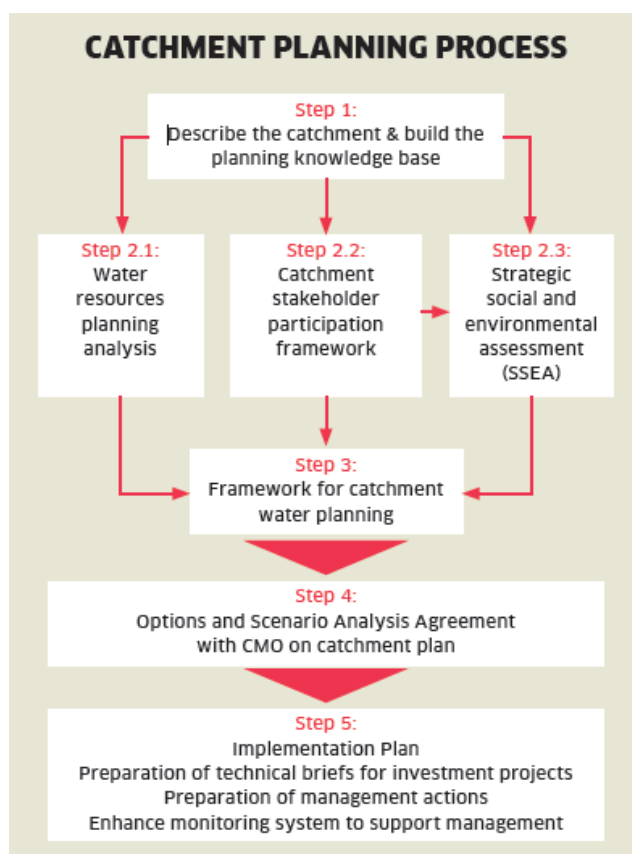 CATCHMENT PLANNING PROCESS
Step 1:
Describe the catchment & build the
planning knowledge base
Step 2.1:
Water
resources
planning
analysis
Step 2.2:
Catchment
stakeholder
participation
framework
Step 2.3:
Strategic
social and
environmental
assessment
(SSEA)
Step 3:
Framework for catchment
water planning
Step 4:
Options and Scenario Analysis Agreement
with CMO on catchment plan
Step 5:
Implementation Plan
Preparation of technical briefs for investment projects
Preparation of management actions
Enhance monitoring system to support management